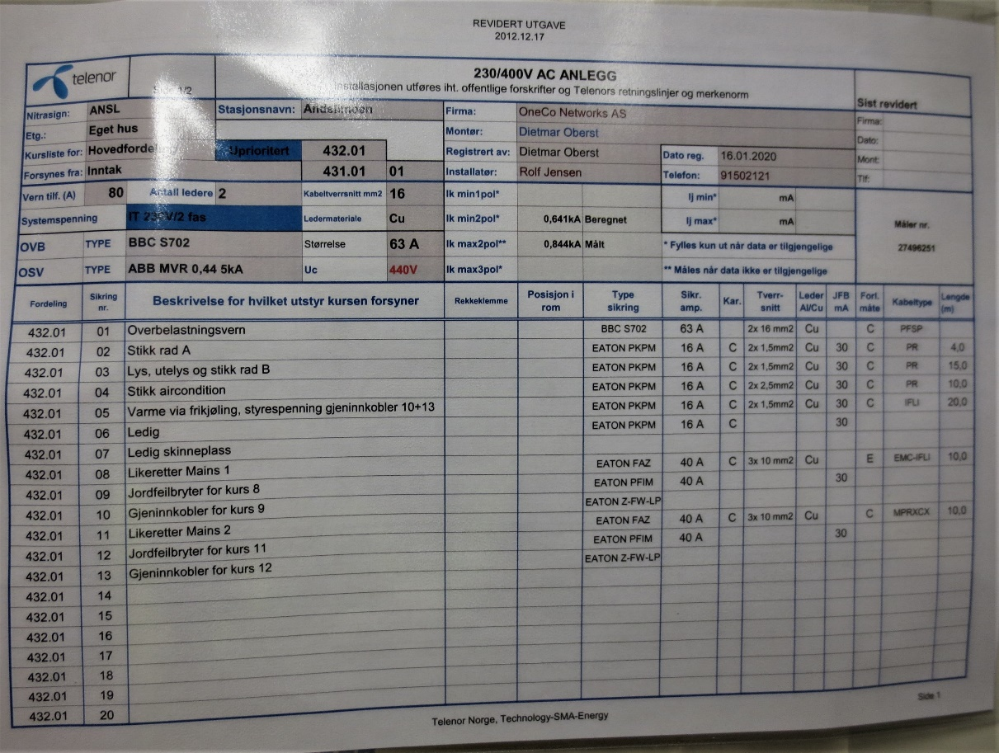 REVIDERT UTGAVE
2012.12.17
telenor
1/2
230/400V AC ANLEGG
Installasjonen utføres iht. offentlige forskrifter og Telenors retningslinjer og merkenorm
Sist revidert
Nitrasign: ANSL Stasjonsnavn: Firma: OneCo Networks AS Firma:
Etg.: Eget hus Montør: Dietmar Oberst Dato:
Kursliste for: Hovedfordeling Uprioritert 432.01 Registrert av: Dietmar Oberst Dato reg. 16.01.2020 Mont:
Forsynes fra: Inntak 431.01 01 Installatør: Rolf Jensen Telefon: 91502121 Tlf:
Vern tilf. (A) 80 Antall ledere 2 Kabeltverrsnitt mm2 16 Ik min1pol* Ij min* mA
Systemspenning IT 230V/2 fas Ledermateriale Cu Ik min2pol* 0,641kA Beregnet Ij max* mA Måler nr.
OVB TYPE BBC S702 Størrelse 63 A Ik max2pol** 0,844kA Målt * Fylles kun ut når data er tilgjengelige 27496251
OSV TYPE ABB MVR 0,44 5kA Uc 440V Ik max3pol* ** Måles når data ikke er tilgjengelige
Fordeling Sikring nr. Beskrivelse for hvilket utstyr kursen forsyner Rekkeklemme Posisjon i rom Type sikring Sikr. amp. Kar. Tverr-snitt Leder Al/Cu JFB mA Forl. måte Kabeltype Lengde (m)
432.01 01 Overbelastningsvern BBC S702 63 A 2x 16 mm2 Cu C PFSP
432.01 02 Stikk rad A EATON PKPM 16 A C 2x 1,5mm2 Cu 30 C PR 4,0
432.01 03 Lys, utelys og stikk rad B EATON PKPM 16 A C 2x 1,5mm2 Cu 30 C PR 15,0
432.01 04 Stikk aircondition EATON PKPM 16 A C 2x 2,5mm2 Cu 30 C PR 10,0
432.01 05 Varme via frikjøling, styrespenning gjeninnkobler 10+13 EATON PKPM 16 A C 2x 1,5mm2 Cu 30 C IFLI 20,0
432.01 06 Ledig EATON PKPM 16 A C 30
432.01 07 Ledig skinneplass
432.01 08 Likeretter Mains 1 EATON FAZ 40 A C 3x 10 mm2 Cu E EMC-IFLI 10,0
432.01 09 Jordfeilbryter for kurs 8 EATON PFIM 40 A 30
432.01 10 Gjeninnkobler for kurs 9 EATON Z-FW-LP
432.01 11 Likeretter Mains 2 EATON FAZ 40 A C 3x 10 mm2 Cu C MPRXCX 10,0
432.01 12 Jordfeilbryter for kurs 11 EATON PFIM 40 A 30
432.01 13 Gjeninnkobler for kurs 12 EATON Z-FW-LP
432.01 14
432.01 15
432.01 16
432.01 17
432.01 18
432.01 19
432.01 20
Telenor Norge, Technology-SMA-Energy
Side 1